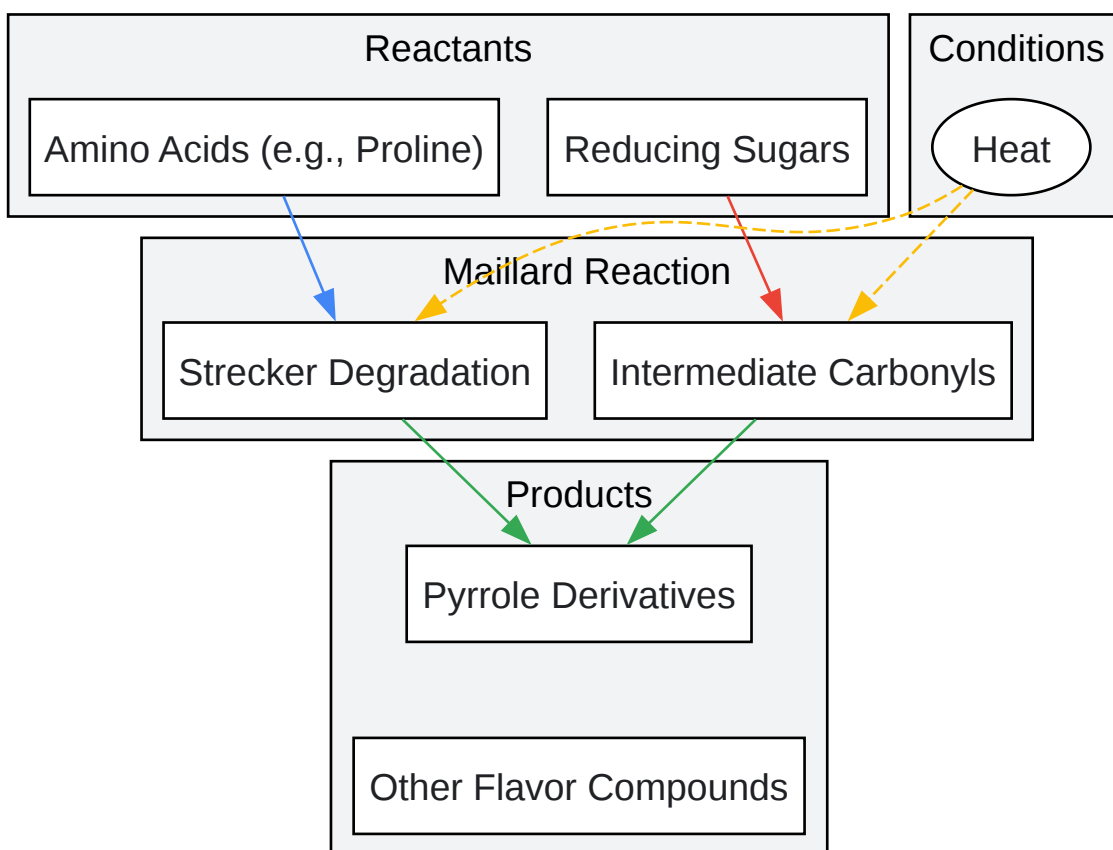 Reactants
Conditions
Amino Acids (e.g., Proline)
Reducing Sugars
Heat
Maillard Reaction
Strecker Degradation
Intermediate Carbonyls
Products
Pyrrole Derivatives
Other Flavor Compounds